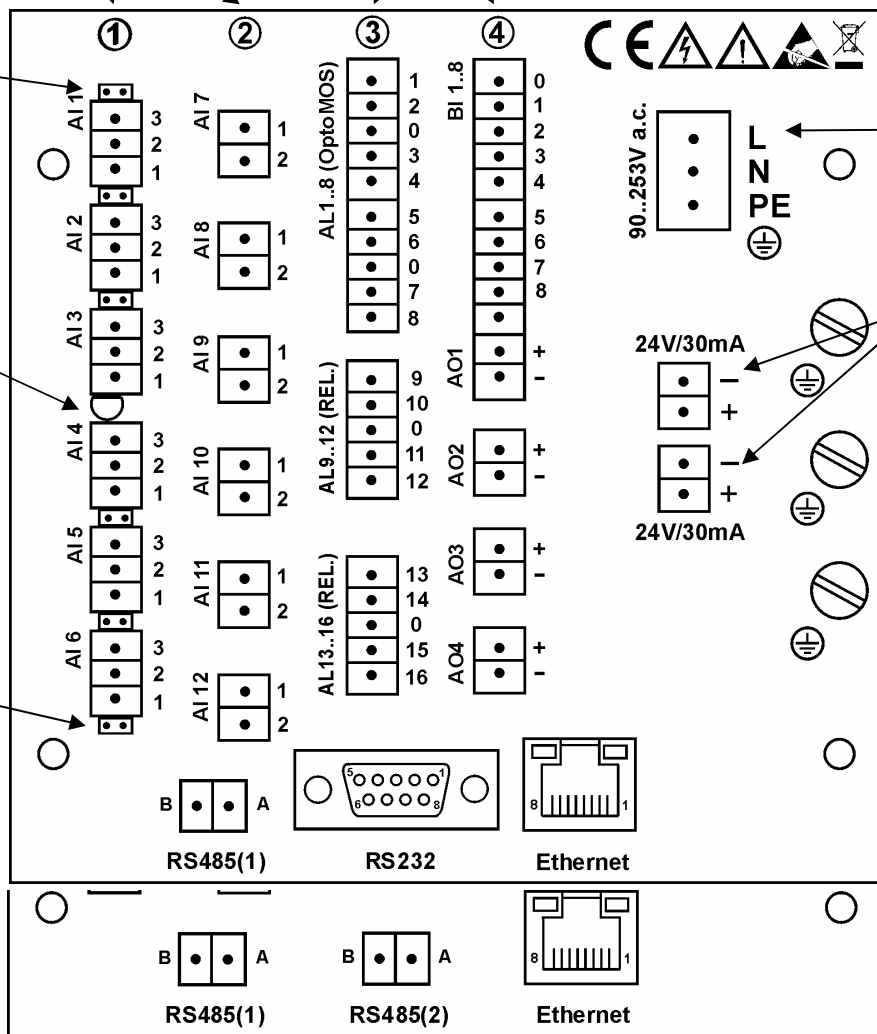 1 2 3 4
CE
AI 1
3
2
1
AI 2
3
2
1
AI 3
3
2
1
AI 4
3
2
1
AI 5
3
2
1
AI 6
3
2
1
AI 7
1
2
AI 8
1
2
AI 9
1
2
AI 10
1
2
AI 11
1
2
AI 12
1
2
AL1..8 (OptoMOS)
1
2
0
3
4
5
6
0
7
8
AL9..12 (REL.)
9
10
0
11
12
AL13..16 (REL.)
13
14
0
15
16
BI 1..8
0
1
2
3
4
5
6
7
8
AO1
+
–
AO2
+
–
AO3
+
–
AO4
+
–
90..253V a.c.
L
N
PE
24V/30mA
–
+
–
+
24V/30mA
B A
RS485(1)
5 1
6 8
RS232
8 1
Ethernet
B A
RS485(1)
B A
RS485(2)
8 1
Ethernet